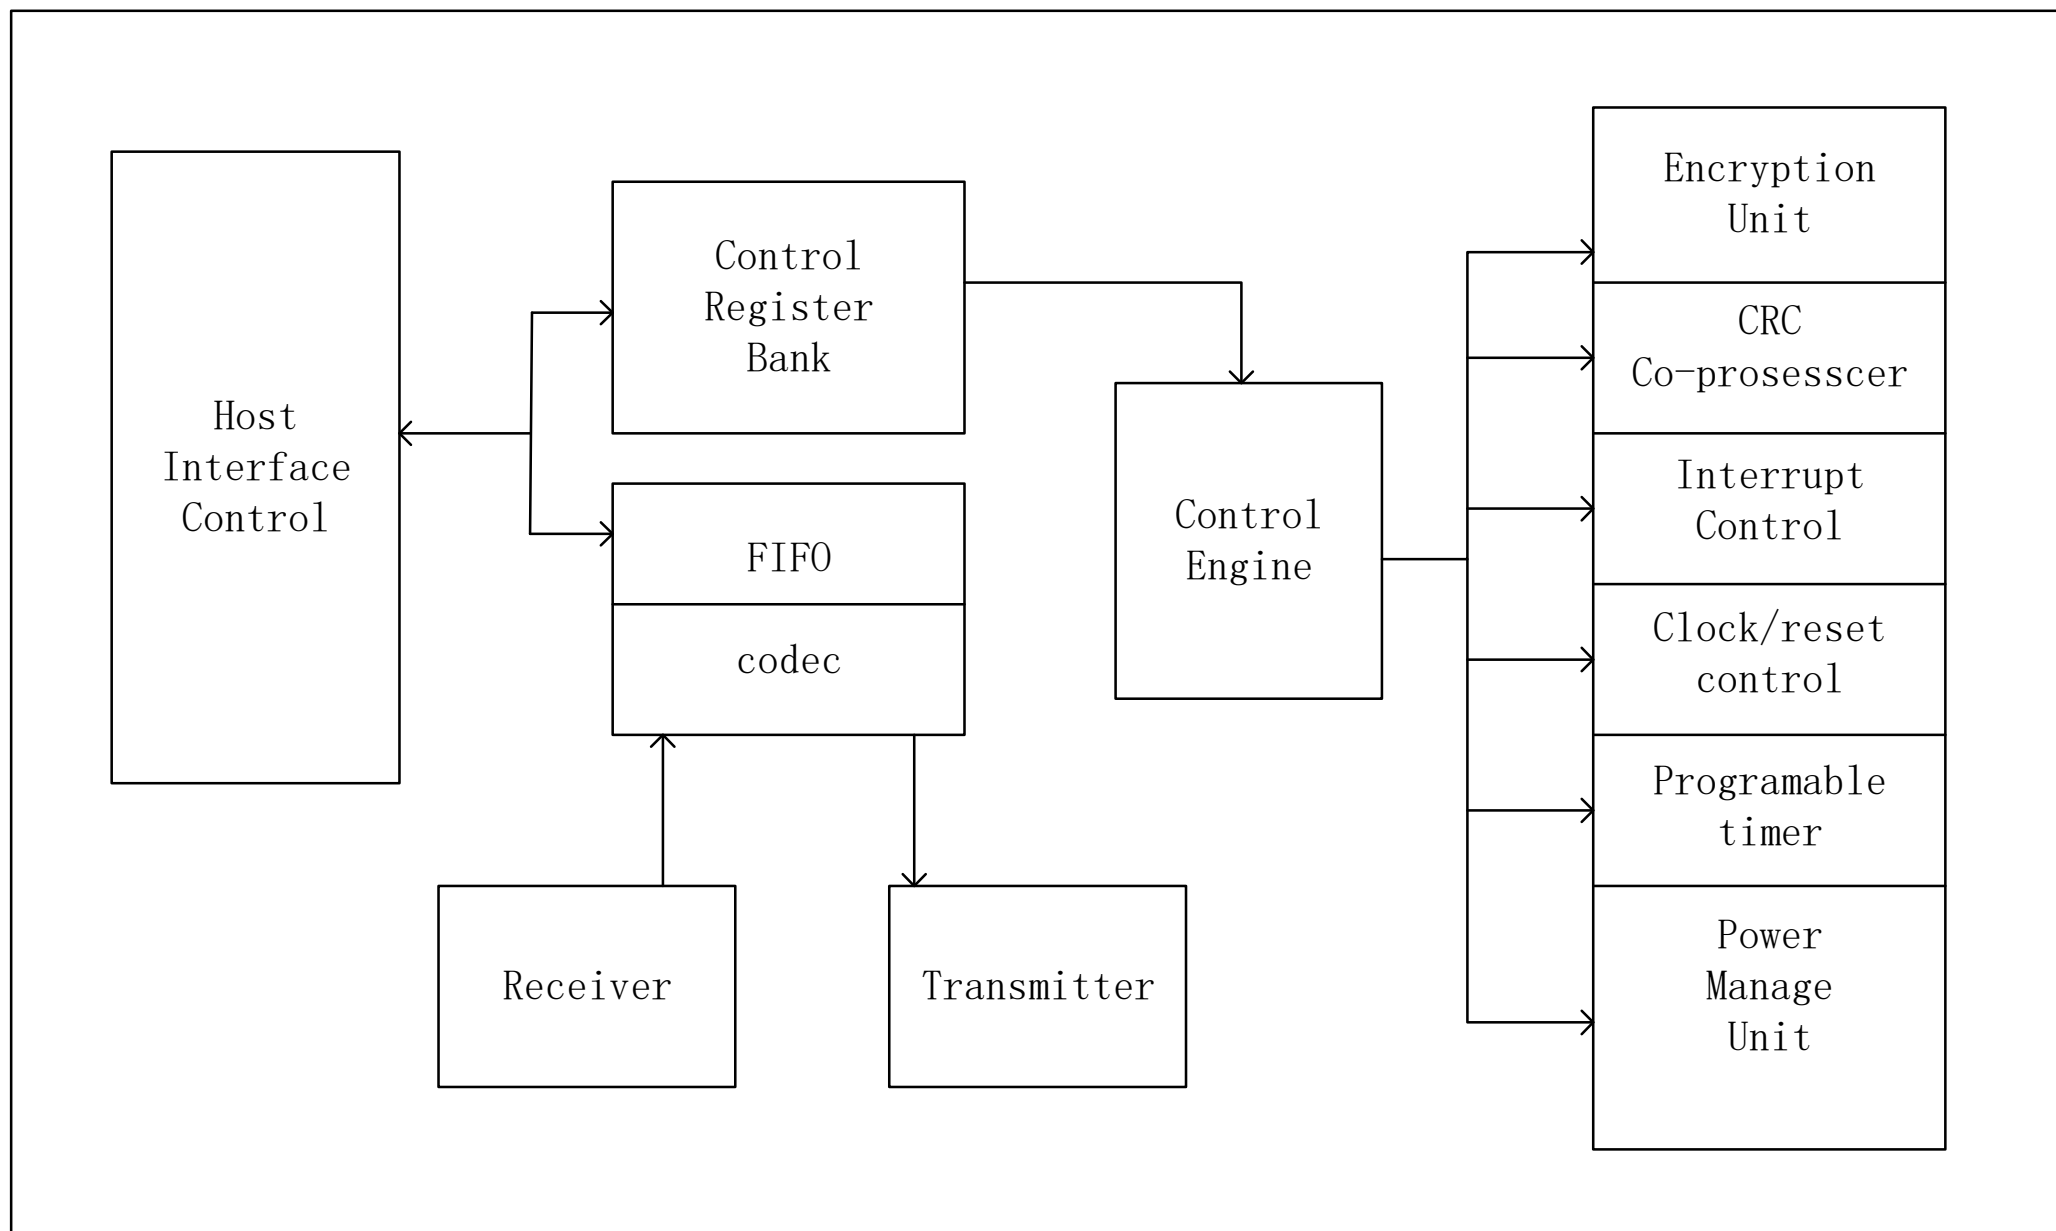 Host
Interface
Control
Control
Register
Bank
FIFO
codec
Receiver
Transmitter
Control
Engine
Encryption
Unit
CRC
Co-prosesscer
Interrupt
Control
Clock/reset
control
Programable
timer
Power
Manage
Unit